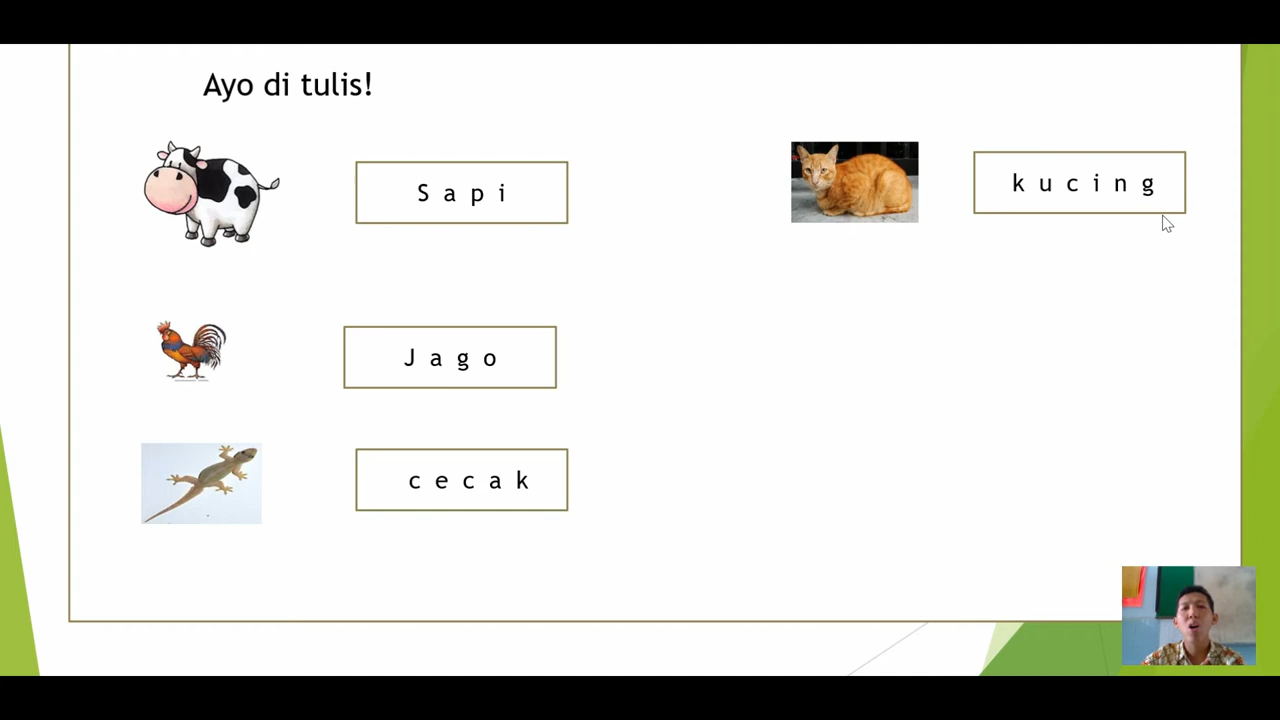 Ayo di tulis!
S a p i
k u c i n g
J a g o
c e c a k